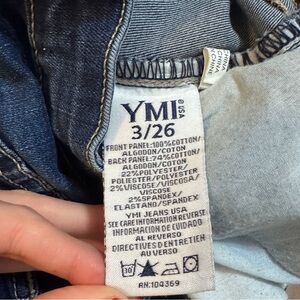 YMI USA
3/26
FRONT PANEL:100%COTTON/
ALGODON/COTON
BACK PANEL:74%COTTON/
ALGODON/COTON
22%POLYESTER/
POLIESTER/POLYESTER
2%VISCOSE/VISCOSA/
VISCOSE
2%SPANDEX/
ELASTANO/SPANDEX
YMI JEANS USA
SEE CARE INFORMATION REVERSE
INFORMACION DE CUIDADO
AL REVERSO
DIRECTIVES D ENTRETIEN
AU VERSO
RN:104369
CHINA